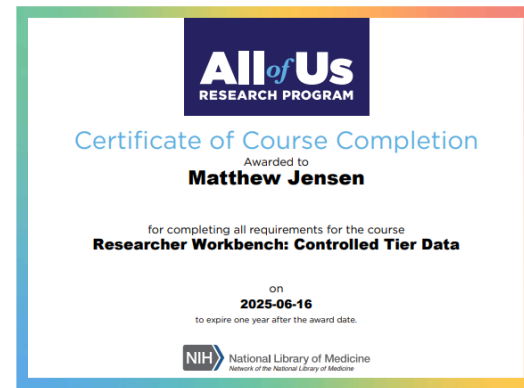 All of Us
RESEARCH PROGRAM
Certificate of Course Completion
Awarded to
Matthew Jensen
for completing all requirements for the course
Researcher Workbench: Controlled Tier Data
on
2025-06-16
to expire one year after the award date.
NIH National Library of Medicine
Network of the National Library of Medicine